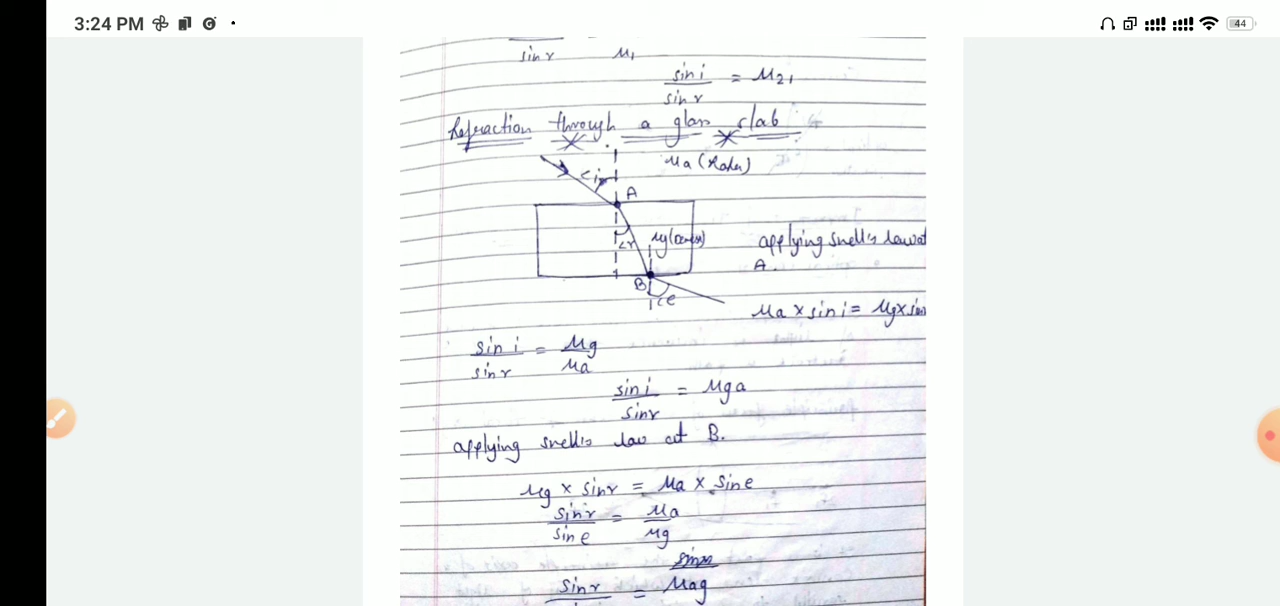 3:24 PM
44
sin r
μ1
sin i / sin r = μ21
Refraction through a glass slab
μa (Rarer)
< i
A
<r
μg (Denser)
B
<e
applying snell's law at
A.
μa × sin i = μg × sin
sin i / sin r = μg / μa
sin i / sin r = μga
applying snell's law at B.
μg × sin r = μa × sin e
sin r / sin e = μa / μg
sin r = μag